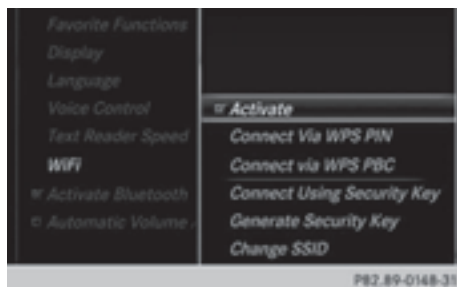 Favorite Functions
Display
Language
Voice Control
Text Reader Speed
WiFi
Activate Bluetooth
Automatic Volume
Activate
Connect Via WPS PIN
Connect via WPS PBC
Connect Using Security Key
Generate Security Key
Change SSID
P82.89-0148-31